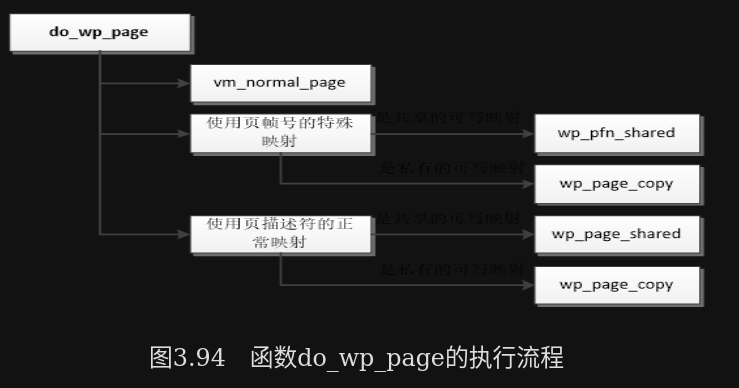 do_wp_page
vm_normal_page
使用页帧号的特殊
映射
是共享的可写映射
wp_pfn_shared
是私有的可写映射
wp_page_copy
使用页描述符的正
常映射
是共享的可写映射
wp_page_shared
是私有的可写映射
wp_page_copy
图3.94 函数do_wp_page的执行流程